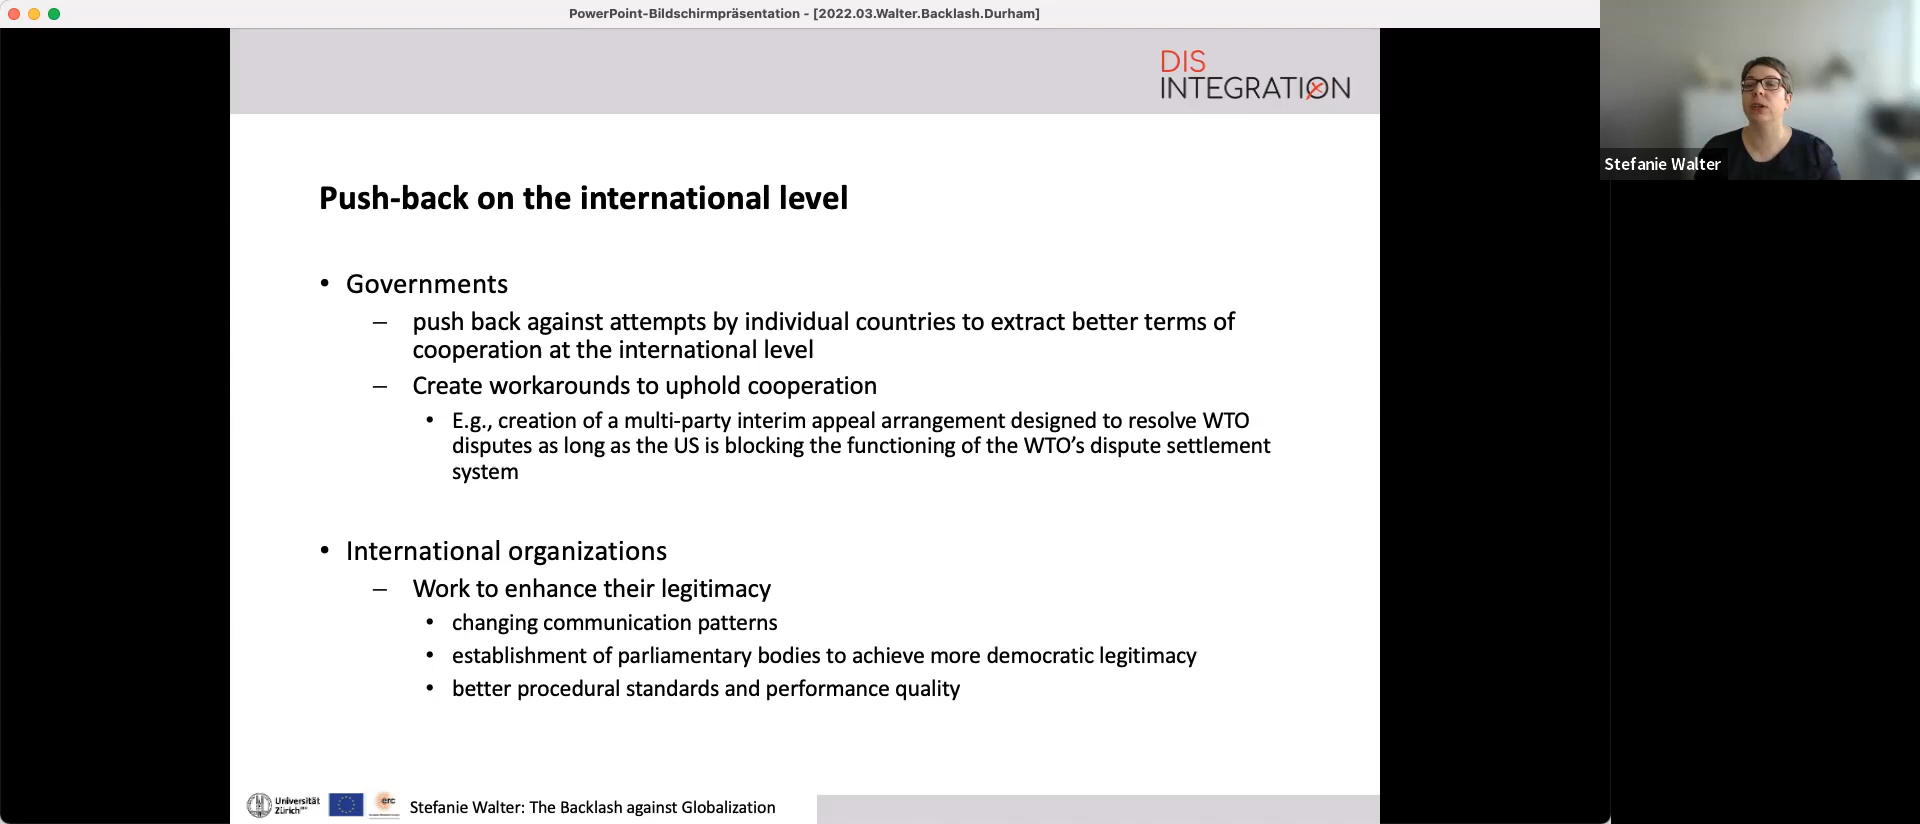 PowerPoint-Bildschirmpräsentation - [2022.03.Walter.Backlash.Durham]
DIS
INTEGRATION
Stefanie Walter
Push-back on the international level
• Governments
– push back against attempts by individual countries to extract better terms of
cooperation at the international level
– Create workarounds to uphold cooperation
• E.g., creation of a multi-party interim appeal arrangement designed to resolve WTO
disputes as long as the US is blocking the functioning of the WTO’s dispute settlement
system
• International organizations
– Work to enhance their legitimacy
• changing communication patterns
• establishment of parliamentary bodies to achieve more democratic legitimacy
• better procedural standards and performance quality
Universität
Zürich
erc
Stefanie Walter: The Backlash against Globalization